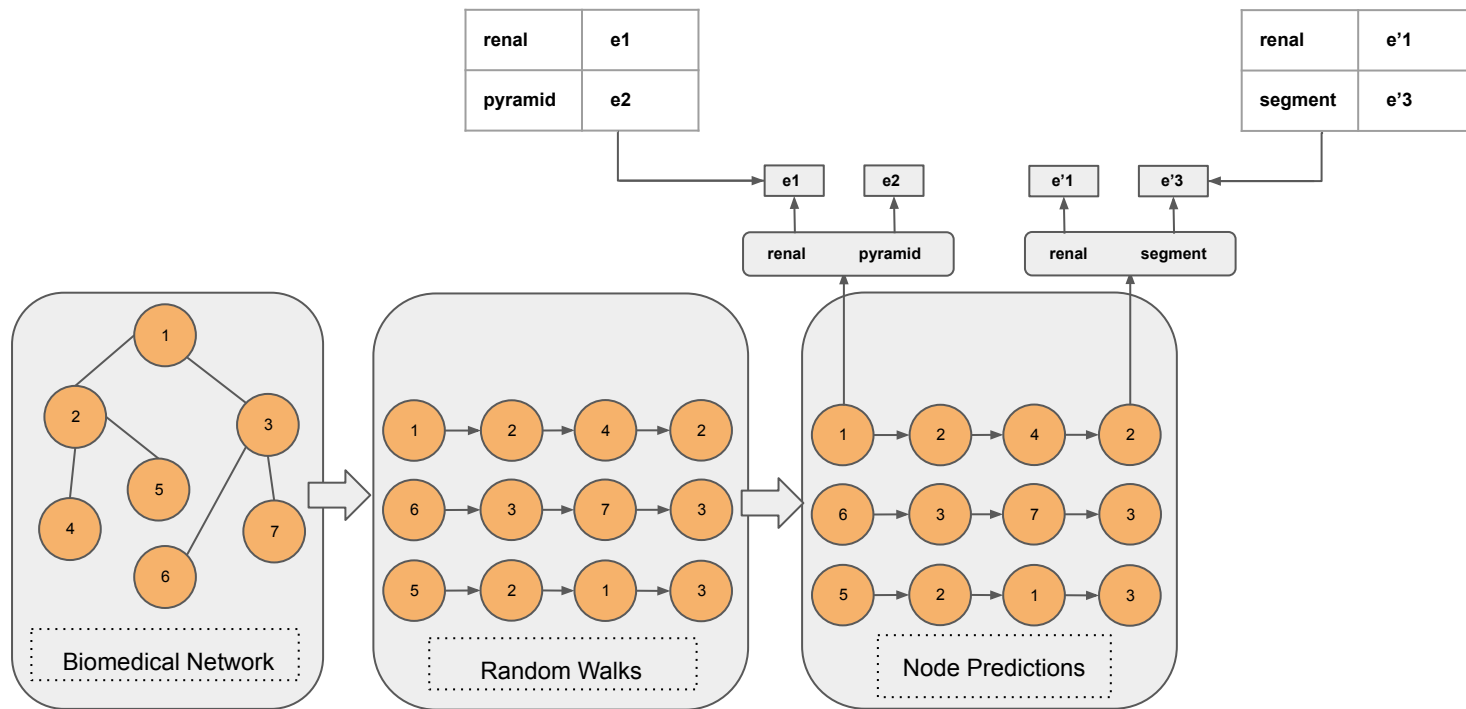 renal e1
pyramid e2
renal e’1
segment e’3
e1 e2 e’1 e’3
renal pyramid
renal segment
1
2
3
4
5
6
7
Biomedical Network
1 2 4 2
6 3 7 3
5 2 1 3
Random Walks
1 2 4 2
6 3 7 3
5 2 1 3
Node Predictions